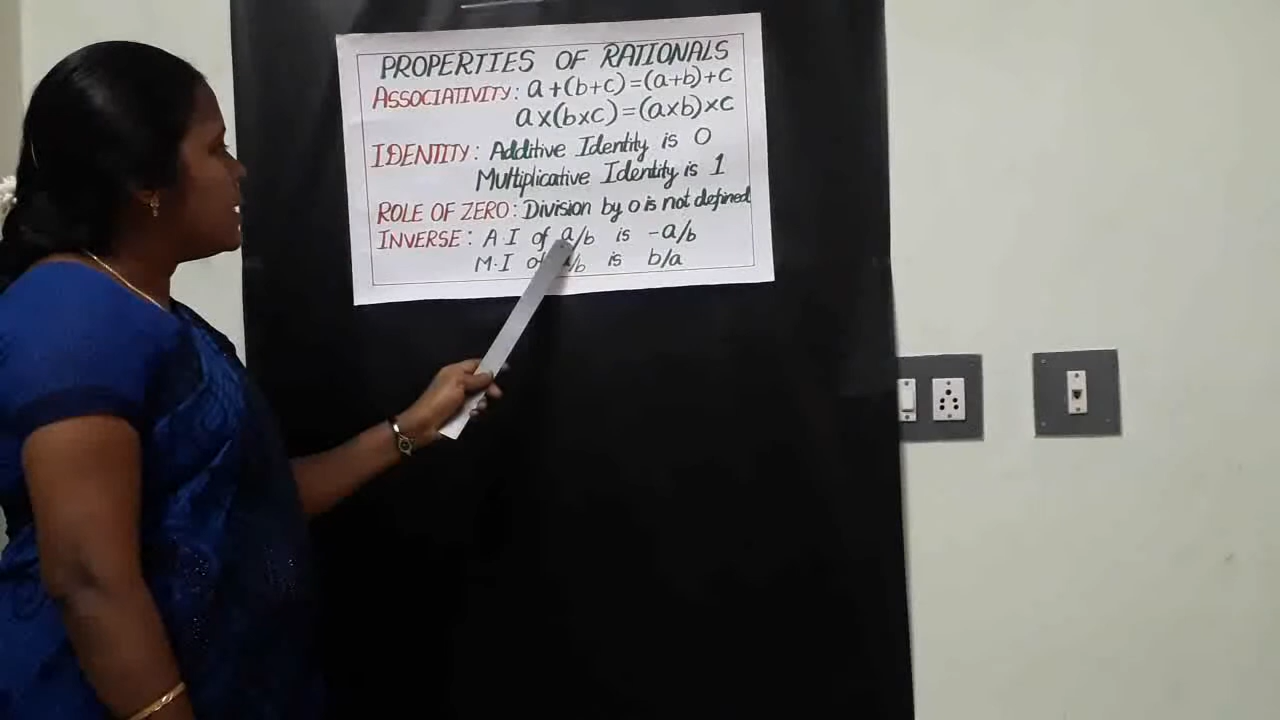 PROPERTIES OF RATIONALS
ASSOCIATIVITY: a+(b+c)=(a+b)+c
a×(b×c)=(a×b)×c
IDENTITY: Additive Identity is 0
Multiplicative Identity is 1
ROLE OF ZERO: Division by 0 is not defined
INVERSE: A.I of a/b is -a/b
M.I of a/b is b/a